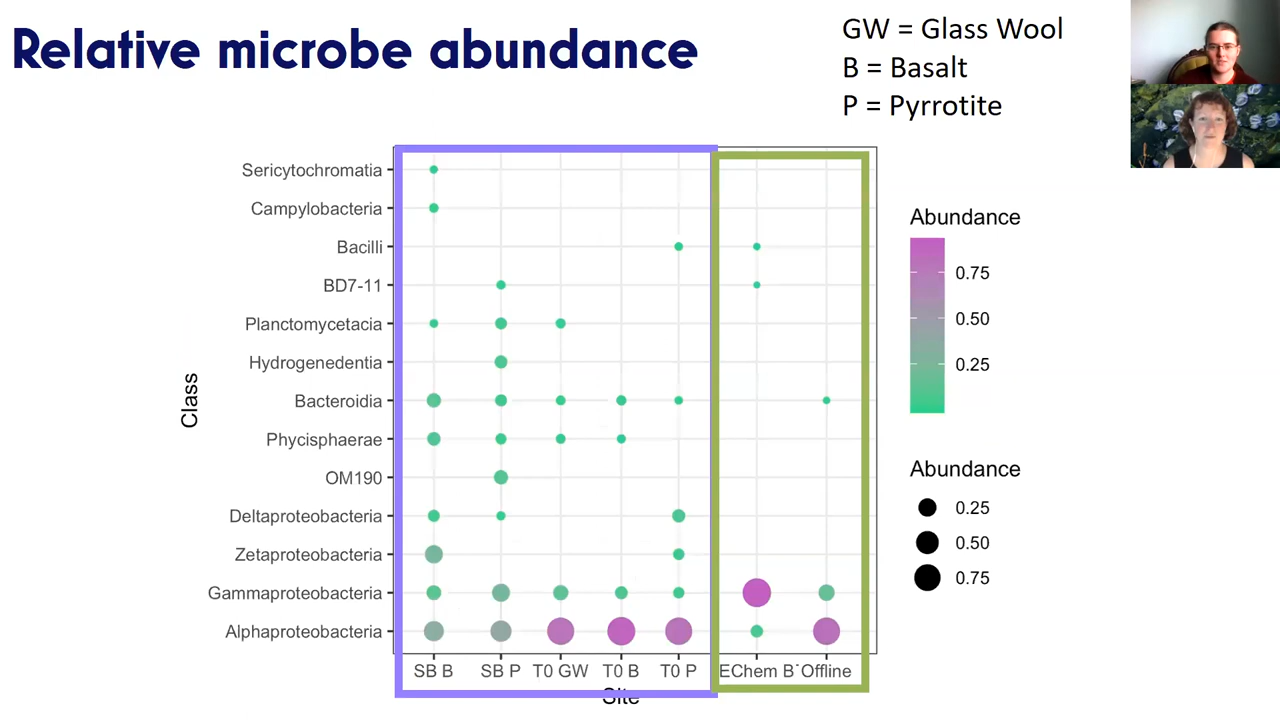 Relative microbe abundance
GW = Glass Wool
B = Basalt
P = Pyrrotite
Sericytochromatia
Campylobacteria
Bacilli
BD7-11
Planctomycetacia
Hydrogenedentia
Bacteroidia
Phycisphaerae
OM190
Deltaproteobacteria
Zetaproteobacteria
Gammaproteobacteria
Alphaproteobacteria
Class
SB B SB P T0 GW T0 B T0 P EChem B Offline
Site
Abundance
0.75
0.50
0.25
Abundance
0.25
0.50
0.75